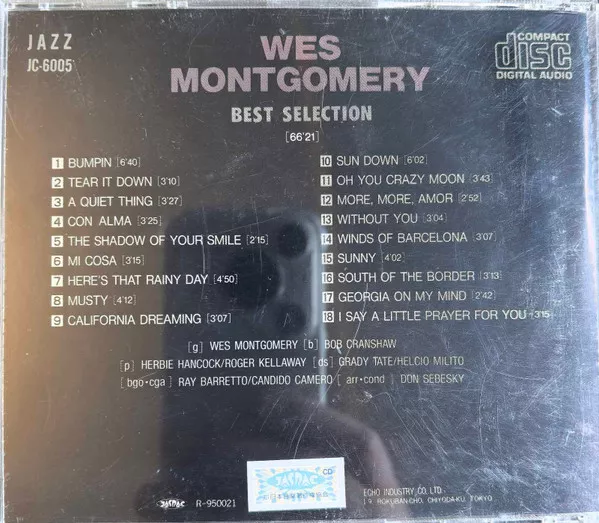 JAZZ
JC-6005
WES
MONTGOMERY
BEST SELECTION
[66'21]
COMPACT
disc
DIGITAL AUDIO
1 BUMPIN [6'40]
2 TEAR IT DOWN [3'10]
3 A QUIET THING [3'27]
4 CON ALMA [3'25]
5 THE SHADOW OF YOUR SMILE [2'15]
6 MI COSA [3'15]
7 HERE'S THAT RAINY DAY [4'50]
8 MUSTY [4'12]
9 CALIFORNIA DREAMING [3'07]
10 SUN DOWN [6'02]
11 OH YOU CRAZY MOON [3'43]
12 MORE, MORE, AMOR [2'52]
13 WITHOUT YOU [3'04]
14 WINDS OF BARCELONA [3'07]
15 SUNNY [4'02]
16 SOUTH OF THE BORDER [3'13]
17 GEORGIA ON MY MIND [2'42]
18 I SAY A LITTLE PRAYER FOR YOU [3'15]
[g] WES MONTGOMERY [b] BOB CRANSHAW
[p] HERBIE HANCOCK/ROGER KELLAWAY [ds] GRADY TATE/HELCIO MILITO
[bgo·cga] RAY BARRETTO/CANDIDO CAMERO [arr·cond] DON SEBESKY
JASRAC R-950021
CD
JASRAC
ECHO INDUSTRY CO. LTD.
19 ROKUBAN-CHO, CHIYODA-KU, TOKYO